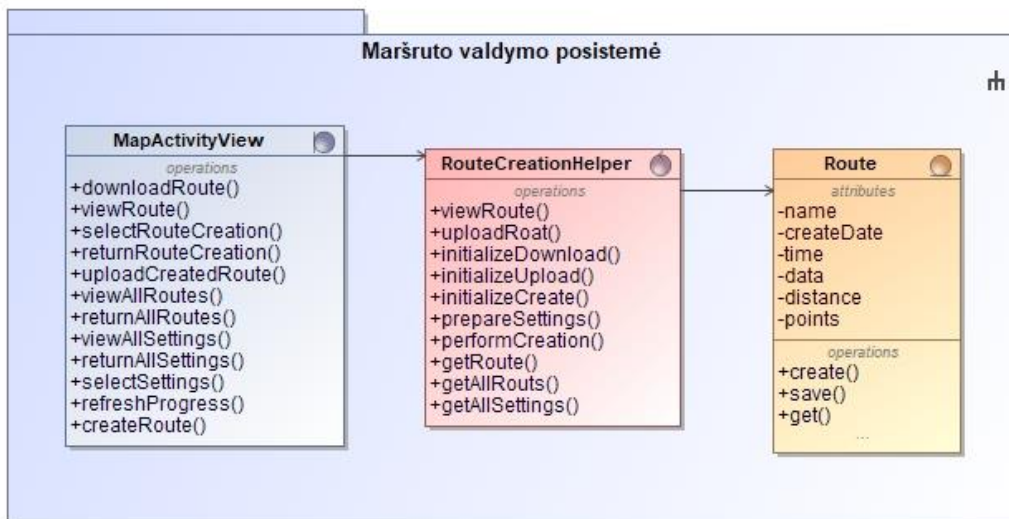 Maršruto valdymo posistemė
MapActivityView
operations
+downloadRoute()
+viewRoute()
+selectRouteCreation()
+returnRouteCreation()
+uploadCreatedRoute()
+viewAllRoutes()
+returnAllRoutes()
+viewAllSettings()
+returnAllSettings()
+selectSettings()
+refreshProgress()
+createRoute()
RouteCreationHelper
operations
+viewRoute()
+uploadRoat()
+initializeDownload()
+initializeUpload()
+initializeCreate()
+prepareSettings()
+performCreation()
+getRoute()
+getAllRouts()
+getAllSettings()
Route
attributes
-name
-createDate
-time
-data
-distance
-points
operations
+create()
+save()
+get()
...